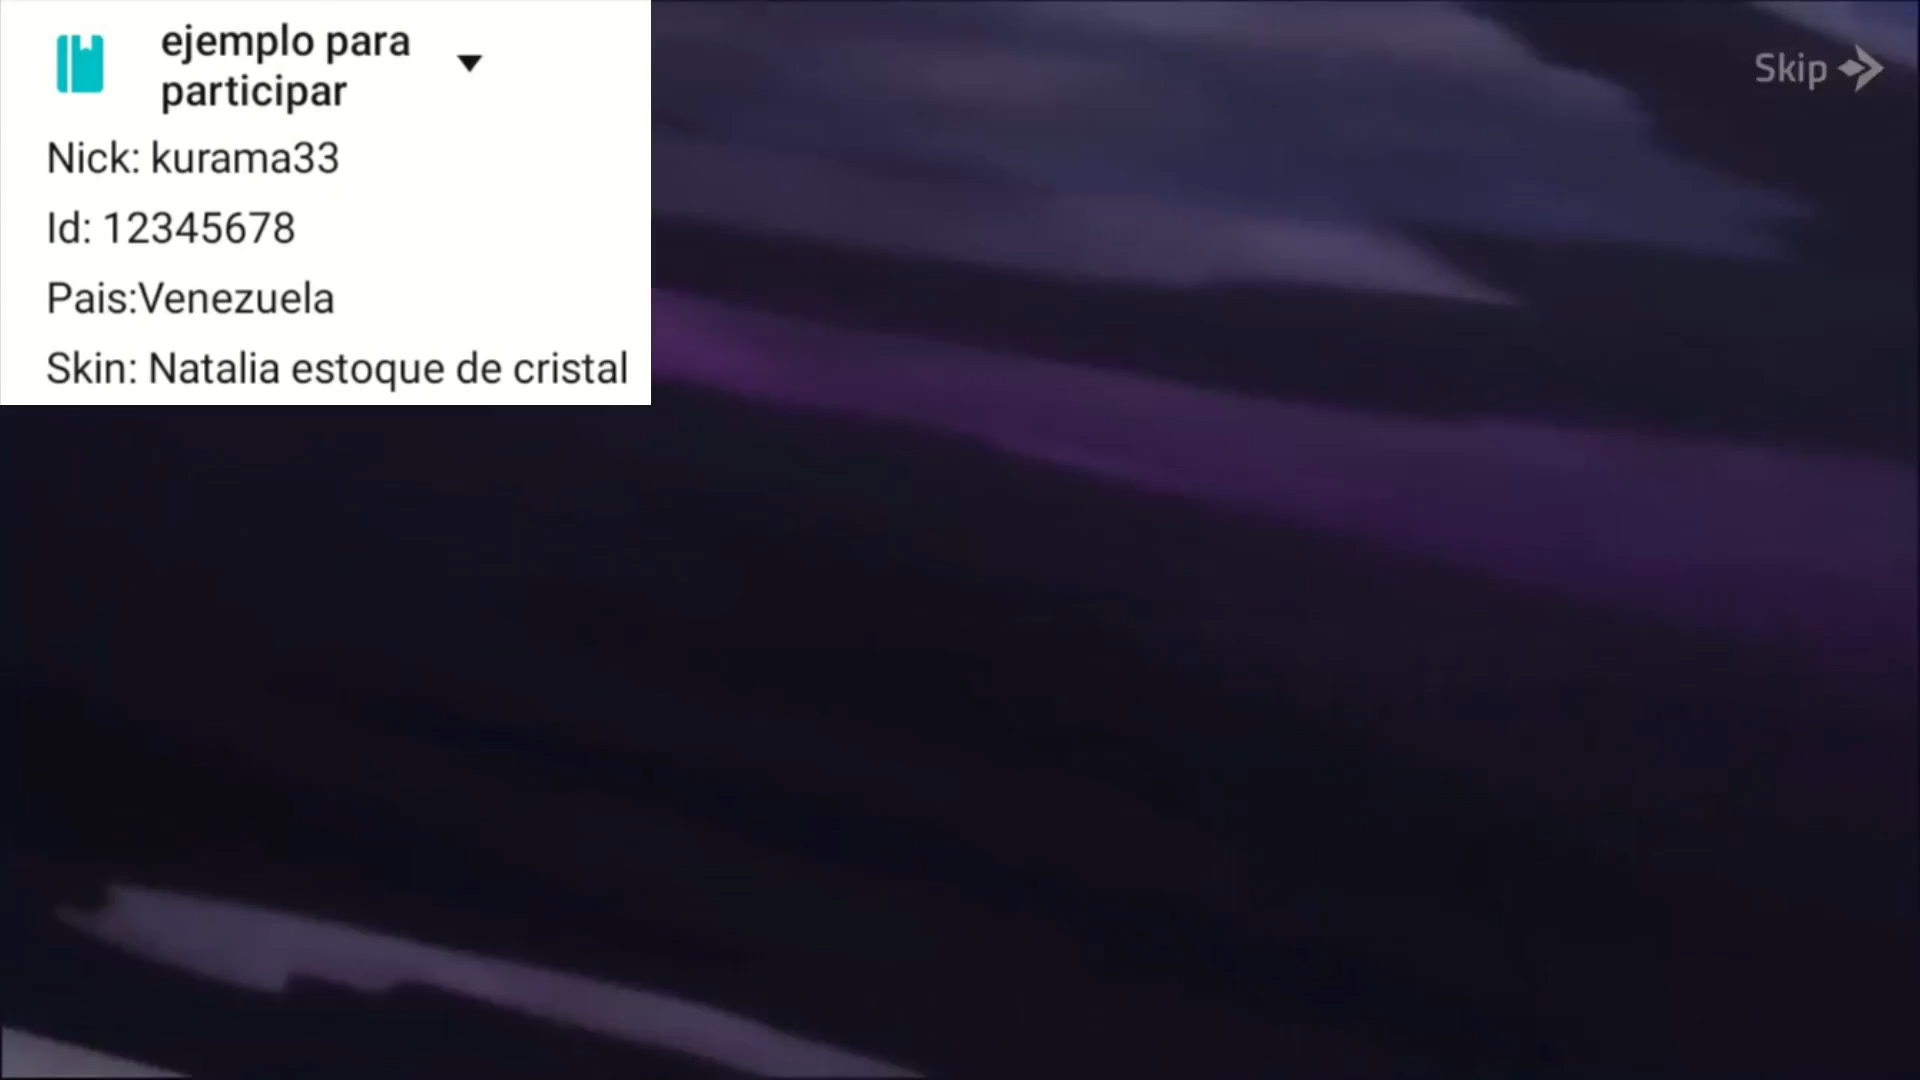 ejemplo para
participar
Nick: kurama33
Id: 12345678
Pais:Venezuela
Skin: Natalia estoque de cristal
Skip